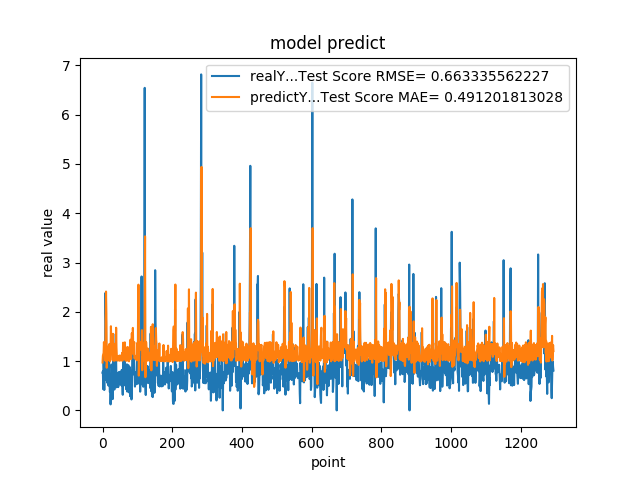 model predict
7
6
5
4
3
2
1
0
real value
realY...Test Score RMSE= 0.663335562227
predictY...Test Score MAE= 0.491201813028
0 200 400 600 800 1000 1200
point